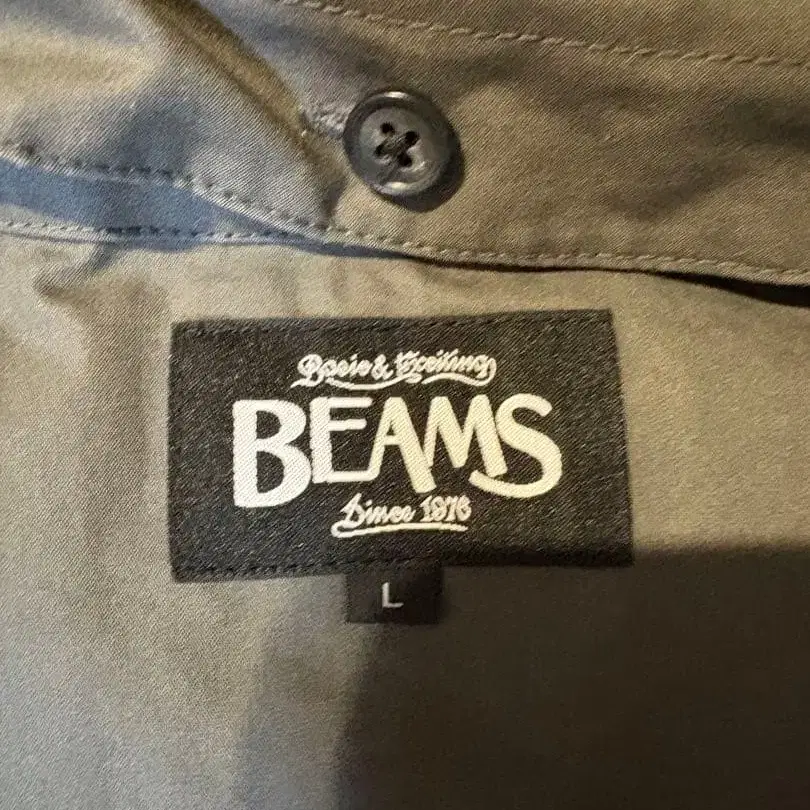 Basic & Exciting
BEAMS
Since 1976
L